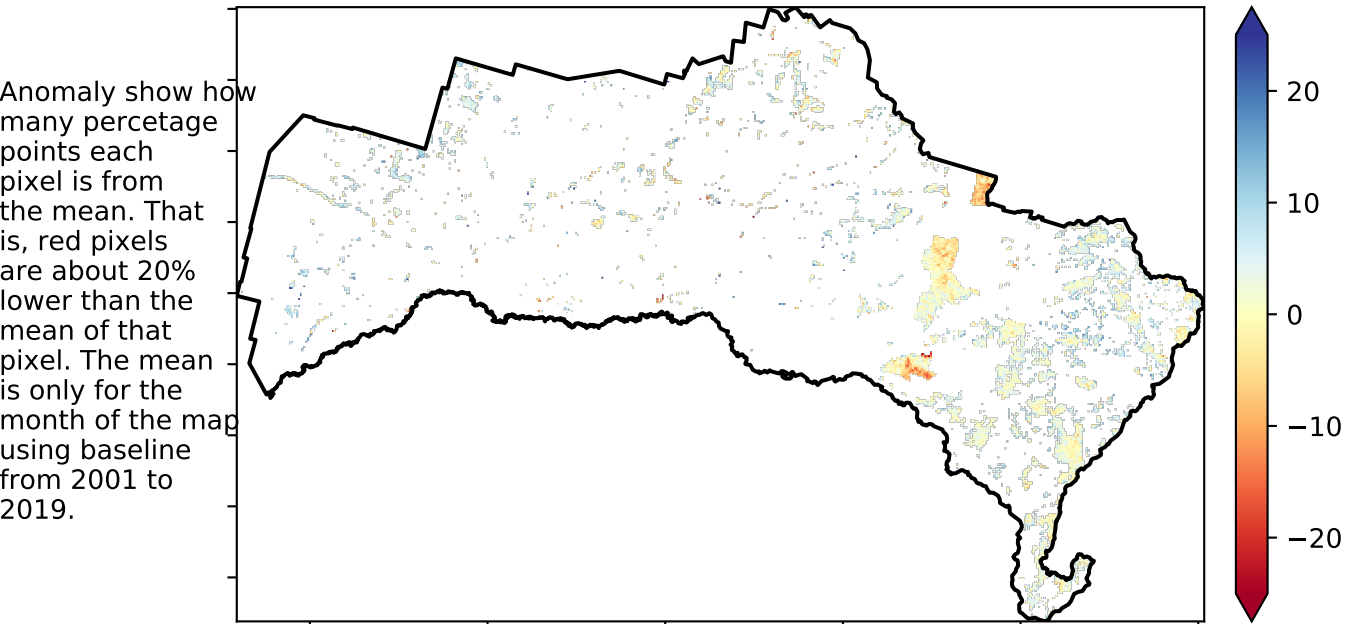 Anomaly show how
many percetage
points each
pixel is from
the mean. That
is, red pixels
are about 20%
lower than the
mean of that
pixel. The mean
is only for the
month of the map
using baseline
from 2001 to
2019.
20
10
0
−10
−20